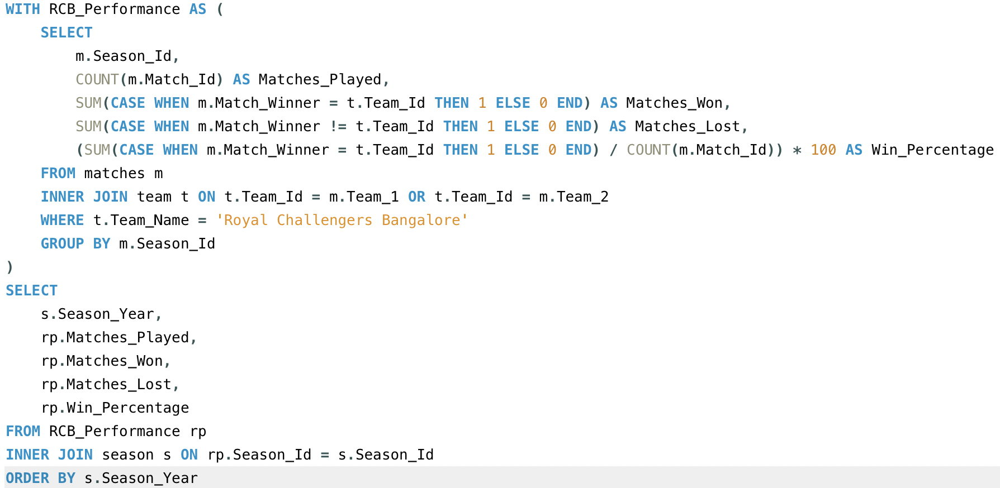 WITH RCB_Performance AS (
    SELECT
        m.Season_Id,
        COUNT(m.Match_Id) AS Matches_Played,
        SUM(CASE WHEN m.Match_Winner = t.Team_Id THEN 1 ELSE 0 END) AS Matches_Won,
        SUM(CASE WHEN m.Match_Winner != t.Team_Id THEN 1 ELSE 0 END) AS Matches_Lost,
        (SUM(CASE WHEN m.Match_Winner = t.Team_Id THEN 1 ELSE 0 END) / COUNT(m.Match_Id)) * 100 AS Win_Percentage
    FROM matches m
    INNER JOIN team t ON t.Team_Id = m.Team_1 OR t.Team_Id = m.Team_2
    WHERE t.Team_Name = 'Royal Challengers Bangalore'
    GROUP BY m.Season_Id
)
SELECT
    s.Season_Year,
    rp.Matches_Played,
    rp.Matches_Won,
    rp.Matches_Lost,
    rp.Win_Percentage
FROM RCB_Performance rp
INNER JOIN season s ON rp.Season_Id = s.Season_Id
ORDER BY s.Season_Year